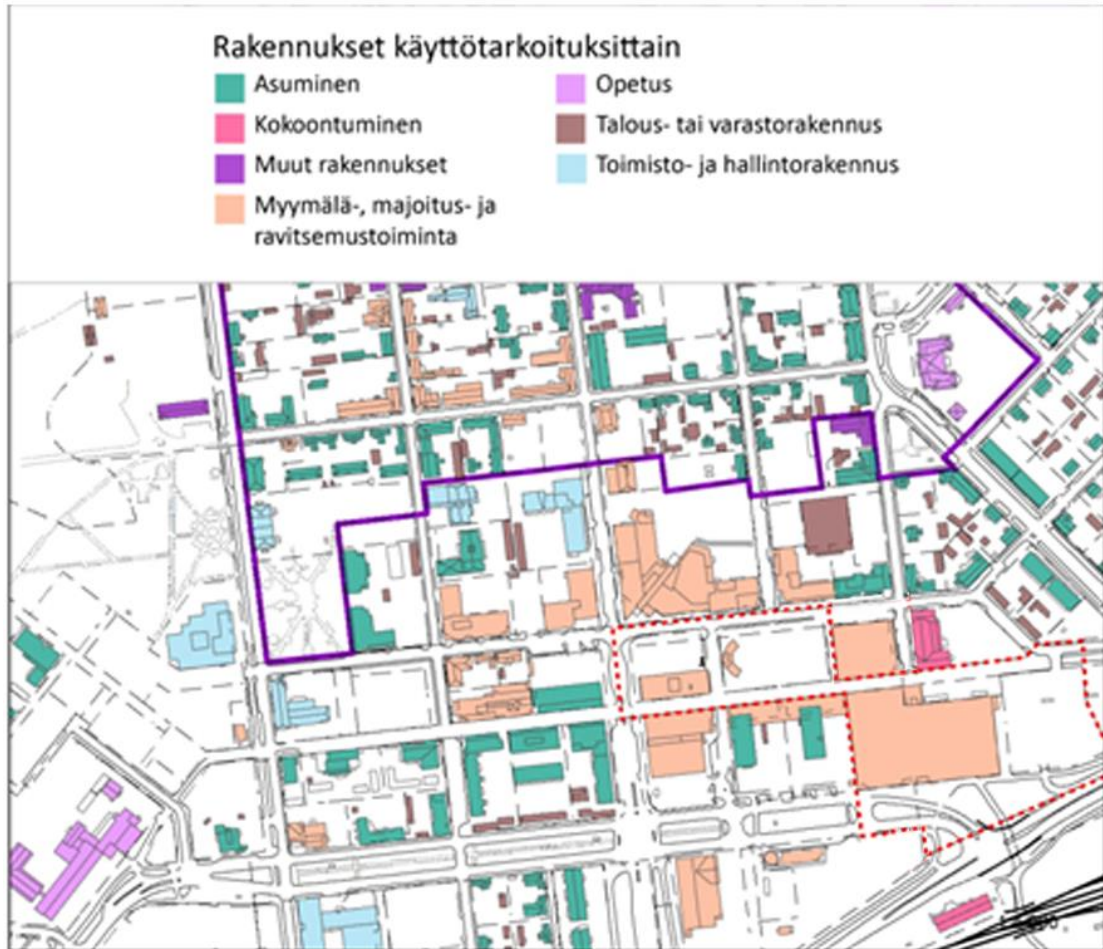 Rakennukset käyttötarkoituksittain
Asuminen
Kokoontuminen
Muut rakennukset
Myymälä-, majoitus- ja
ravitsemustoiminta
Opetus
Talous- tai varastorakennus
Toimisto- ja hallintorakennus